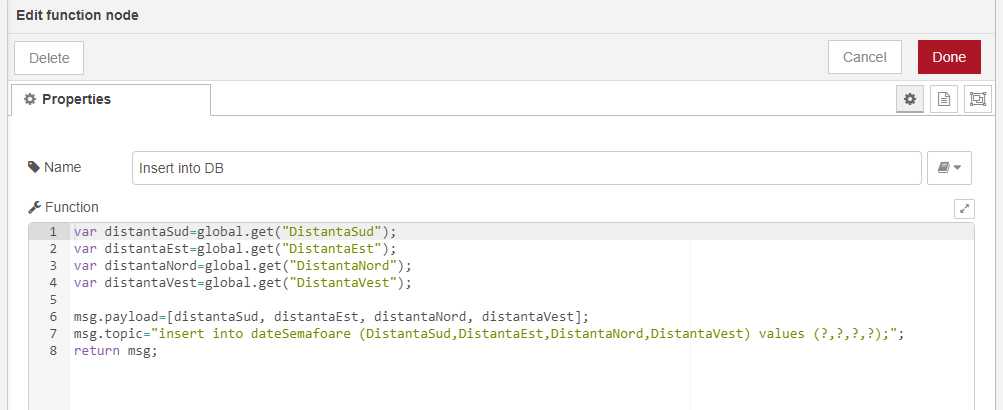 Edit function node
Delete
Cancel
Done
Properties
Name
Insert into DB
Function
1 var distantaSud=global.get("DistantaSud");
2 var distantaEst=global.get("DistantaEst");
3 var distantaNord=global.get("DistantaNord");
4 var distantaVest=global.get("DistantaVest");
5
6 msg.payload=[distantaSud, distantaEst, distantaNord, distantaVest];
7 msg.topic="insert into dateSemafoare (DistantaSud,DistantaEst,DistantaNord,DistantaVest) values (?,?,?,?);";
8 return msg;